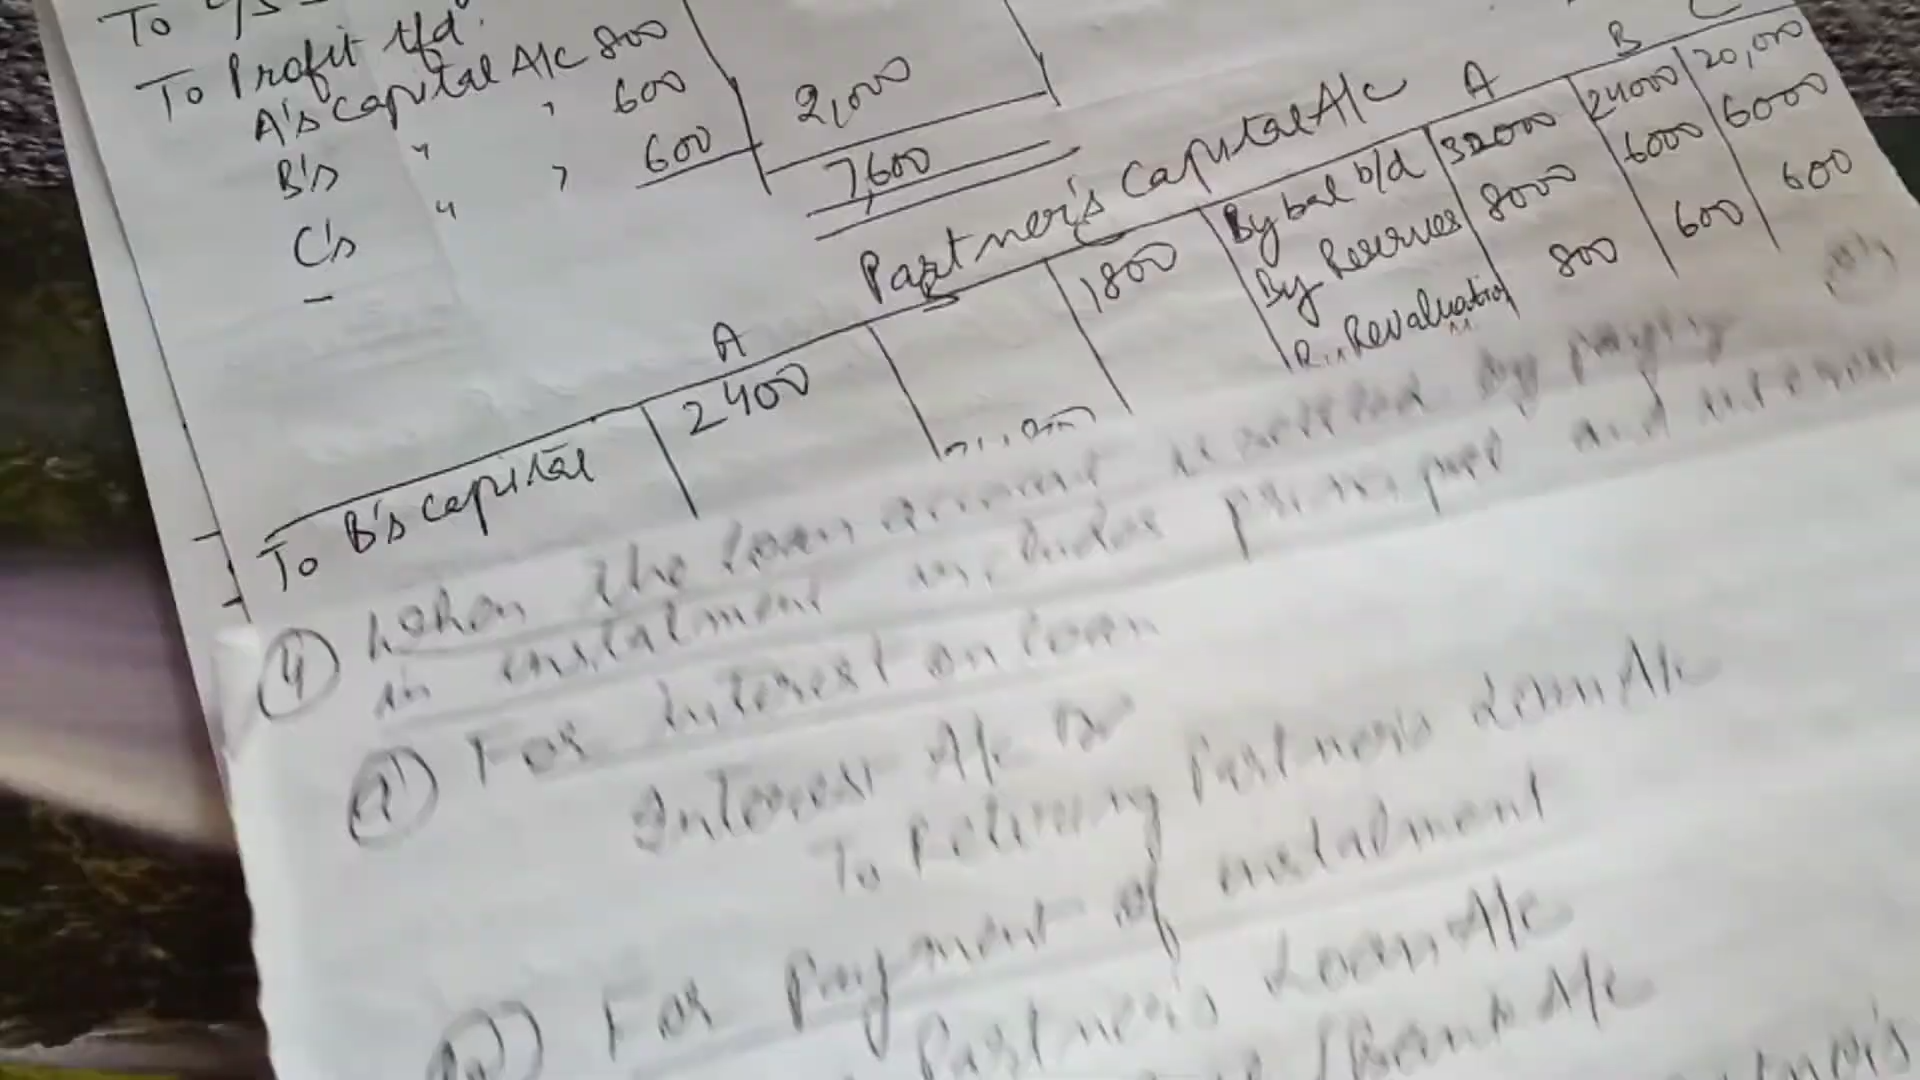 To Profit t/d
A's Capital A/c 800
B's " , 600 2,000
C's " , 600
7,600
Partner's Capital A/c
A B C A B C
To B's capital 2400 1800 By bal b/d 32000 24000 20,000
By Reserves 8000 6000 6000
Revaluation 800 600 600
4 When the loan amount is settled by paying
in instalment includes principal and interest
For Interest on loan
Interest A/c Dr
To Retiring Partner's Loan A/c
For Payment of instalment
Partner's Loan A/c
/Bank A/c